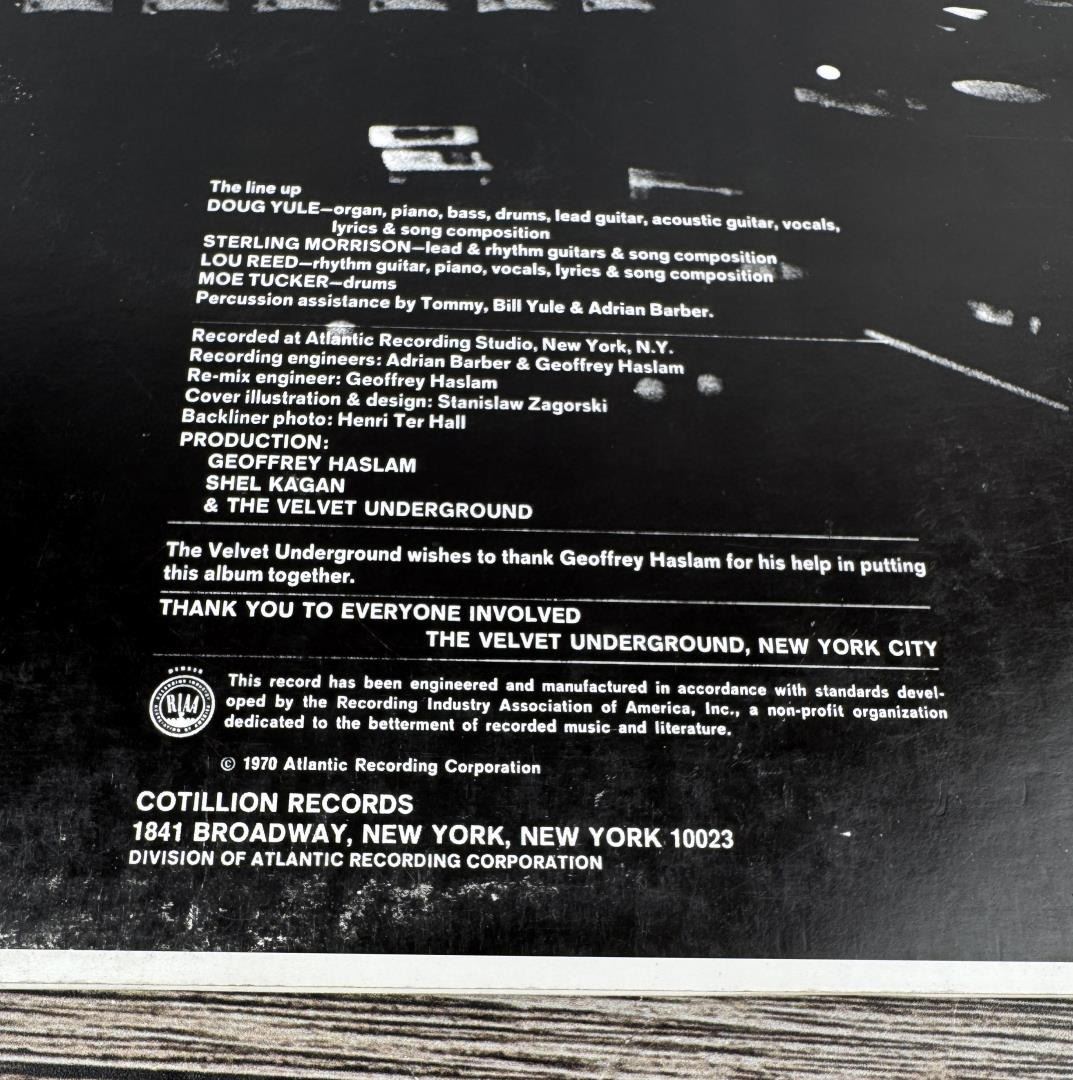 The line up
DOUG YULE—organ, piano, bass, drums, lead guitar, acoustic guitar, vocals,
lyrics & song composition
STERLING MORRISON—lead & rhythm guitars & song composition
LOU REED—rhythm guitar, piano, vocals, lyrics & song composition
MOE TUCKER—drums
Percussion assistance by Tommy, Bill Yule & Adrian Barber.
Recorded at Atlantic Recording Studio, New York, N.Y.
Recording engineers: Adrian Barber & Geoffrey Haslam
Re-mix engineer: Geoffrey Haslam
Cover illustration & design: Stanislaw Zagorski
Backliner photo: Henri Ter Hall
PRODUCTION:
GEOFFREY HASLAM
SHEL KAGAN
& THE VELVET UNDERGROUND
The Velvet Underground wishes to thank Geoffrey Haslam for his help in putting
this album together.
THANK YOU TO EVERYONE INVOLVED
THE VELVET UNDERGROUND, NEW YORK CITY
MEMBER
RIAA
This record has been engineered and manufactured in accordance with standards devel-
oped by the Recording Industry Association of America, Inc., a non-profit organization
dedicated to the betterment of recorded music and literature.
© 1970 Atlantic Recording Corporation
COTILLION RECORDS
1841 BROADWAY, NEW YORK, NEW YORK 10023
DIVISION OF ATLANTIC RECORDING CORPORATION